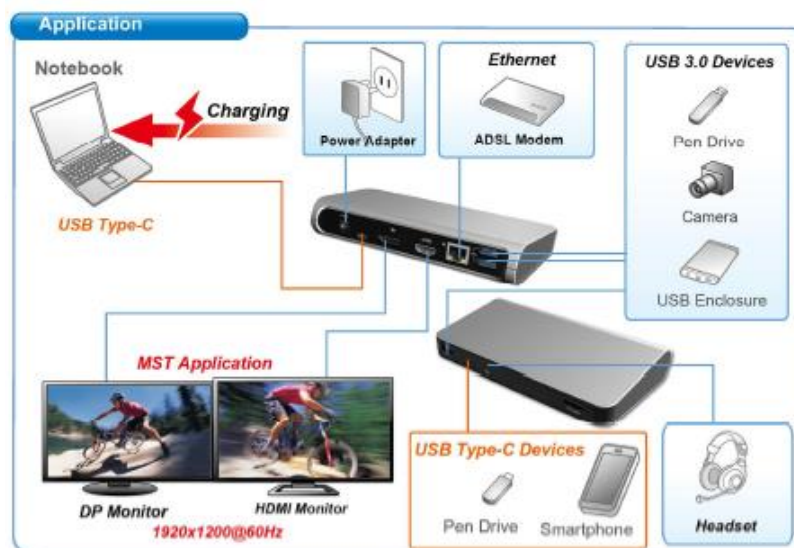 Application
Notebook
Charging
USB Type-C
Power Adapter
Ethernet
ADSL Modem
USB 3.0 Devices
Pen Drive
Camera
USB Enclosure
MST Application
DP Monitor
HDMI Monitor
1920x1200@60Hz
USB Type-C Devices
Pen Drive
Smartphone
Headset